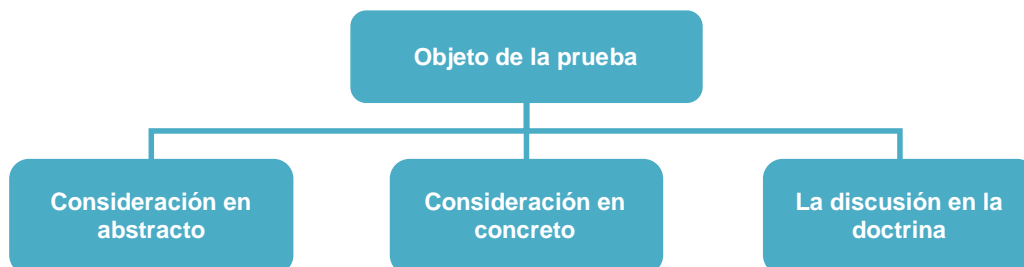 Objeto de la prueba
Consideración en
abstracto
Consideración en
concreto
La discusión en la
doctrina